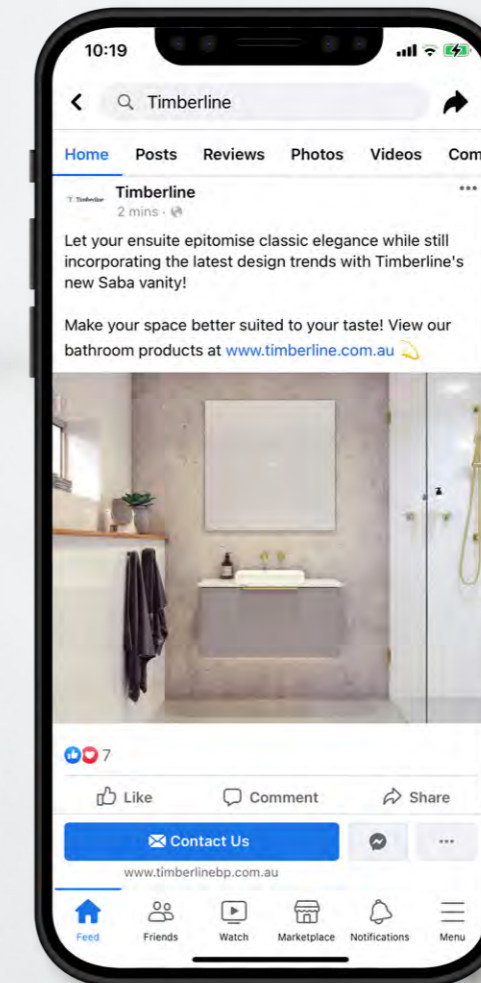 10:19
Timberline
Home Posts Reviews Photos Videos Com
T Timberline
Timberline
2 mins ·
Let your ensuite epitomise classic elegance while still
incorporating the latest design trends with Timberline's
new Saba vanity!
Make your space better suited to your taste! View our
bathroom products at www.timberline.com.au
7
Like Comment Share
Contact Us
www.timberlinebp.com.au
Feed Friends Watch Marketplace Notifications Menu